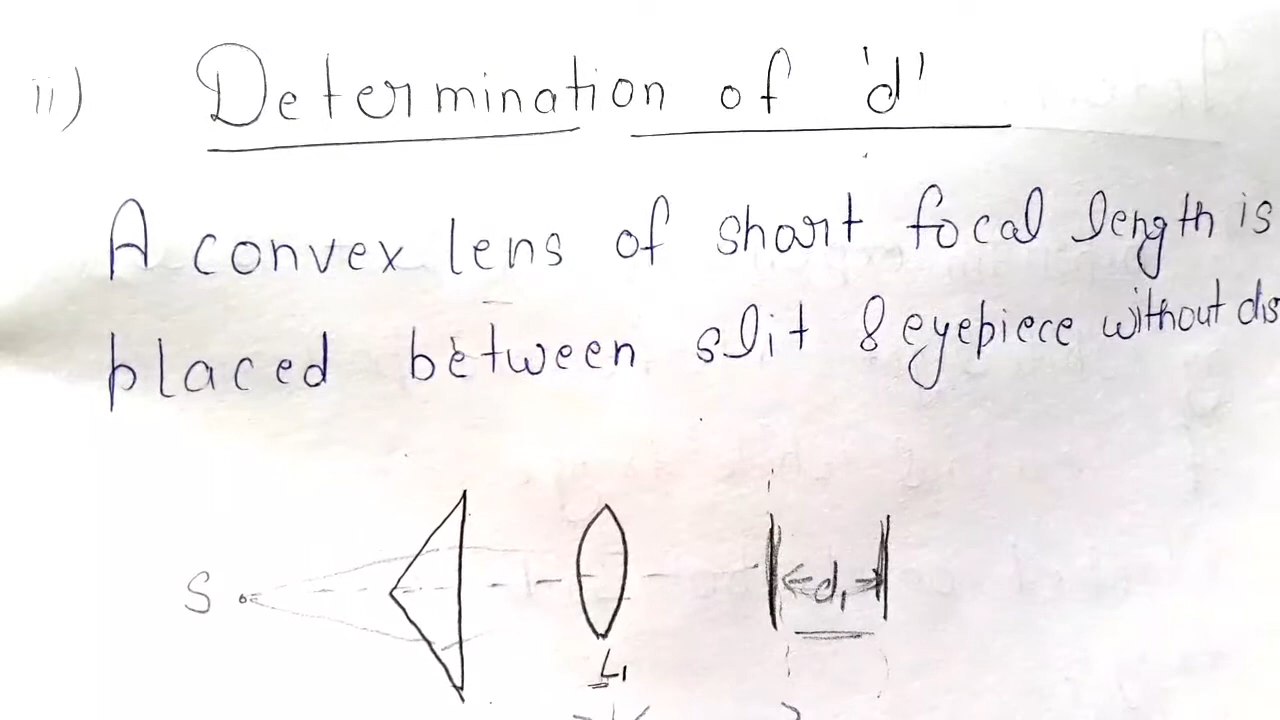 ii) Determination of 'd'
A convex lens of short focal length is
placed between slit & eyepiece without dis
S
d₁
L₁